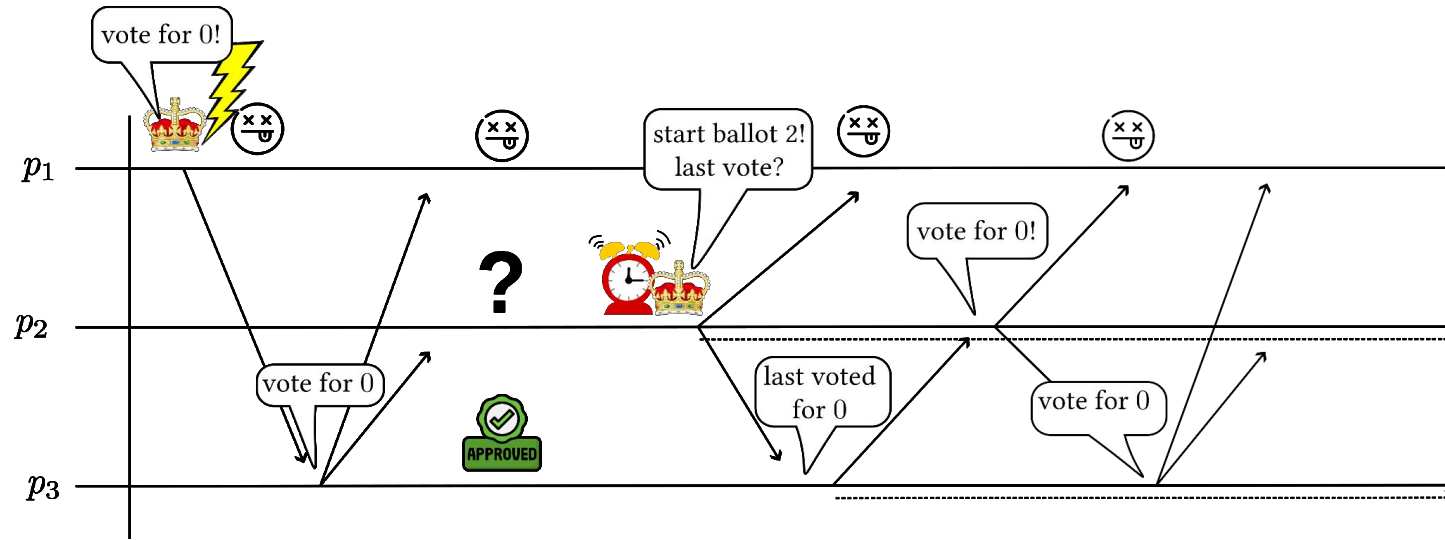 vote for 0!
start ballot 2!
last vote?
p1
vote for 0!
?
p2
vote for 0
last voted
for 0
vote for 0
APPROVED
p3